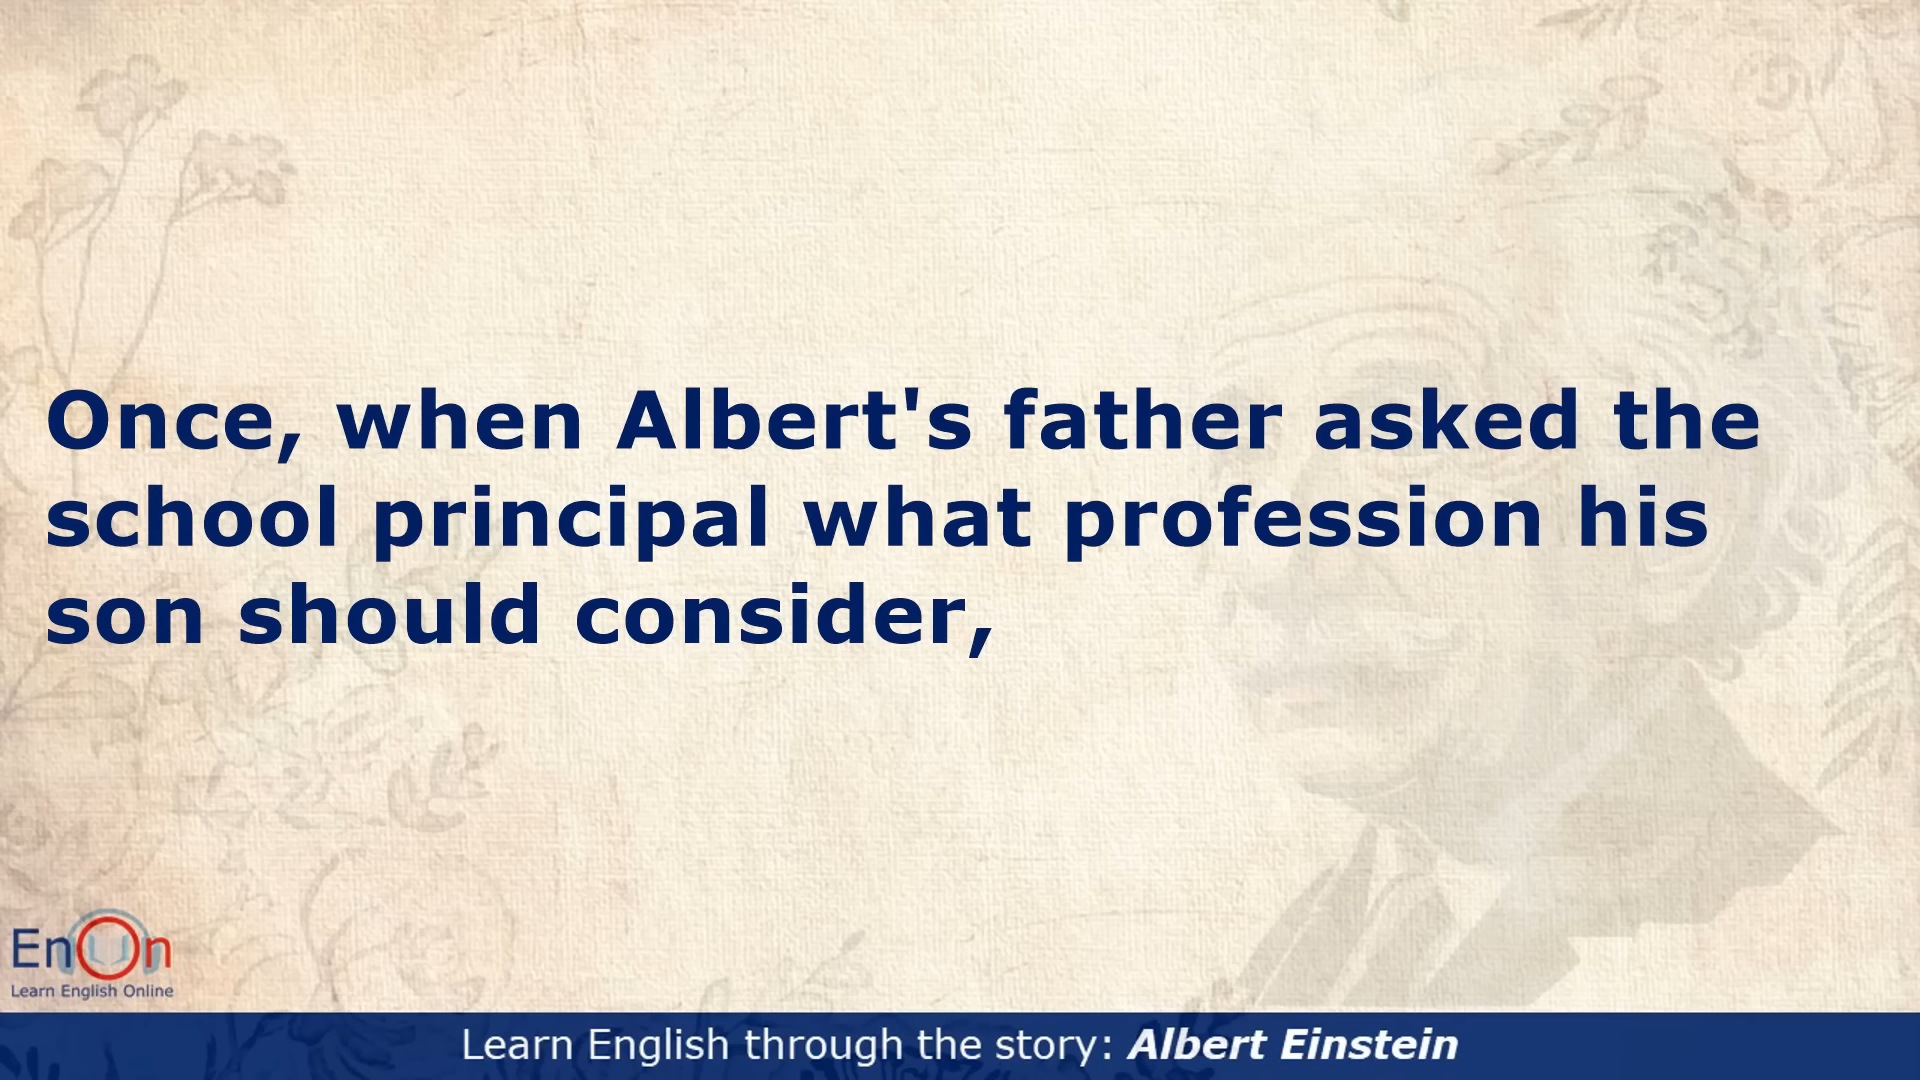 Once, when Albert's father asked the
school principal what profession his
son should consider,
EnOn
Learn English Online
Learn English through the story: Albert Einstein